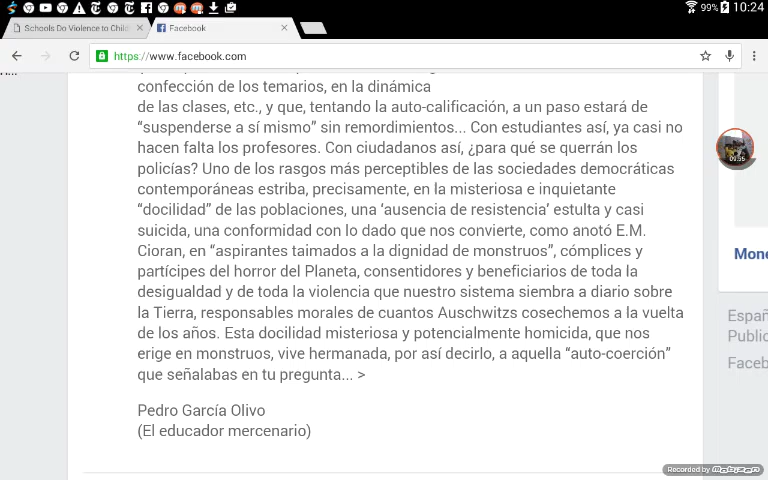 99% 10:24
Schools Do Violence to Child
Facebook
https://www.facebook.com
confección de los temarios, en la dinámica
de las clases, etc., y que, tentando la auto-calificación, a un paso estará de
“suspenderse a sí mismo” sin remordimientos... Con estudiantes así, ya casi no
hacen falta los profesores. Con ciudadanos así, ¿para qué se querrán los
policías? Uno de los rasgos más perceptibles de las sociedades democráticas
contemporáneas estriba, precisamente, en la misteriosa e inquietante
“docilidad” de las poblaciones, una ‘ausencia de resistencia’ estulta y casi
suicida, una conformidad con lo dado que nos convierte, como anotó E.M.
Cioran, en “aspirantes taimados a la dignidad de monstruos”, cómplices y
partícipes del horror del Planeta, consentidores y beneficiarios de toda la
desigualdad y de toda la violencia que nuestro sistema siembra a diario sobre
la Tierra, responsables morales de cuantos Auschwitzs cosechemos a la vuelta
de los años. Esta docilidad misteriosa y potencialmente homicida, que nos
erige en monstruos, vive hermanada, por así decirlo, a aquella “auto-coerción”
que señalabas en tu pregunta... >
Pedro García Olivo
(El educador mercenario)
09:55
Mone
Españ
Public
Faceb
Recorded by mobizen